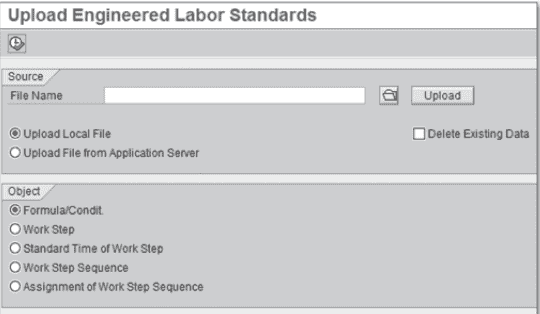 Upload Engineered Labor Standards
Source
File Name Upload
Upload Local File Delete Existing Data
Upload File from Application Server
Object
Formula/Condit.
Work Step
Standard Time of Work Step
Work Step Sequence
Assignment of Work Step Sequence